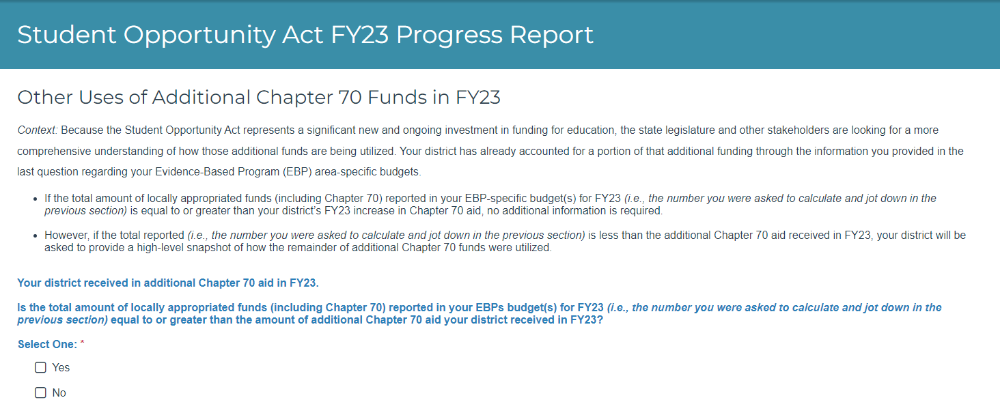 Student Opportunity Act FY23 Progress Report
Other Uses of Additional Chapter 70 Funds in FY23
Context: Because the Student Opportunity Act represents a significant new and ongoing investment in funding for education, the state legislature and other stakeholders are looking for a more
comprehensive understanding of how those additional funds are being utilized. Your district has already accounted for a portion of that additional funding through the information you provided in the
last question regarding your Evidence-Based Program (EBP) area-specific budgets.
• If the total amount of locally appropriated funds (including Chapter 70) reported in your EBP-specific budget(s) for FY23 (i.e., the number you were asked to calculate and jot down in the
previous section) is equal to or greater than your district's FY23 increase in Chapter 70 aid, no additional information is required.
• However, if the total reported (i.e., the number you were asked to calculate and jot down in the previous section) is less than the additional Chapter 70 aid received in FY23, your district will be
asked to provide a high-level snapshot of how the remainder of additional Chapter 70 funds were utilized.
Your district received in additional Chapter 70 aid in FY23.
Is the total amount of locally appropriated funds (including Chapter 70) reported in your EBPs budget(s) for FY23 (i.e., the number you were asked to calculate and jot down in the
previous section) equal to or greater than the amount of additional Chapter 70 aid your district received in FY23?
Select One: *
Yes
No